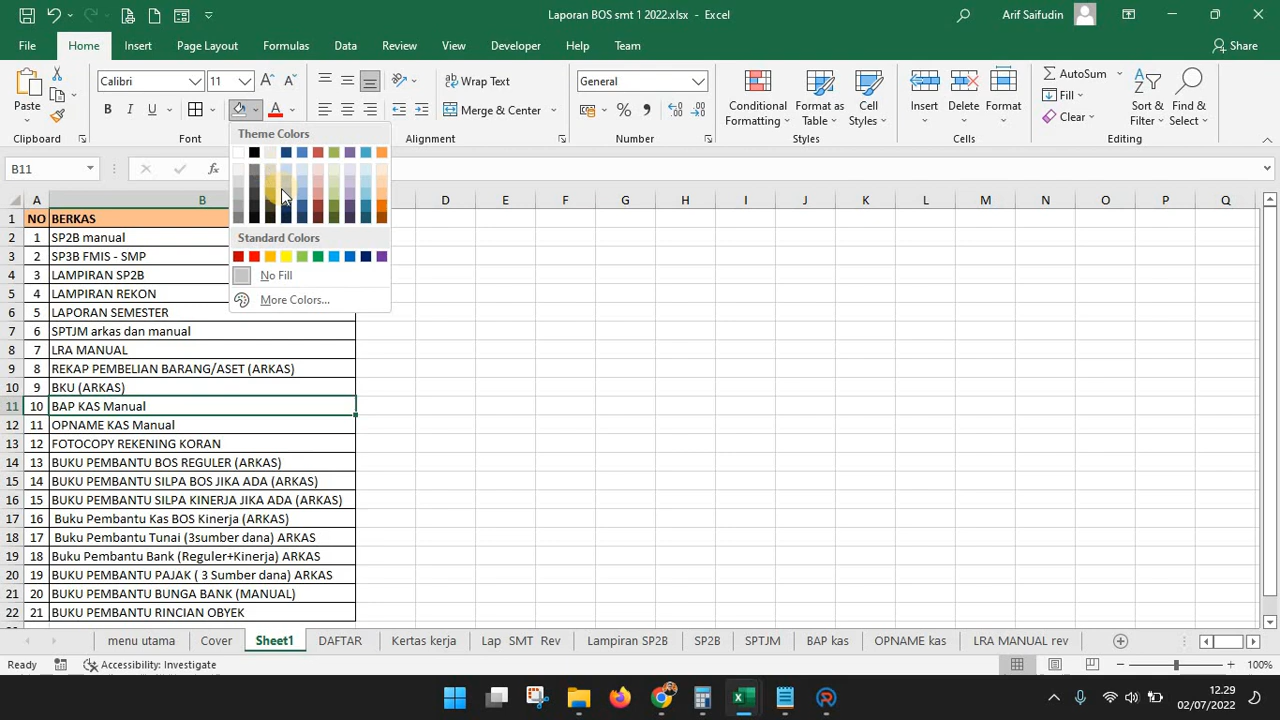 Laporan BOS smt 1 2022.xlsx - Excel
Arif Saifudin
File Home Insert Page Layout Formulas Data Review View Developer Help Team
Share
Paste
Clipboard
Calibri 11
B I U
Font
Wrap Text
Merge & Center
Alignment
General
Number
Conditional Formatting
Format as Table
Cell Styles
Styles
Insert
Delete
Format
Cells
AutoSum
Fill
Clear
Sort & Filter
Find & Select
Editing
Theme Colors
Standard Colors
No Fill
More Colors...
B11
fx
A B D E F G H I J K L M N O P Q
1 NO BERKAS
2 1 SP2B manual
3 2 SP3B FMIS - SMP
4 3 LAMPIRAN SP2B
5 4 LAMPIRAN REKON
6 5 LAPORAN SEMESTER
7 6 SPTJM arkas dan manual
8 7 LRA MANUAL
9 8 REKAP PEMBELIAN BARANG/ASET (ARKAS)
10 9 BKU (ARKAS)
11 10 BAP KAS Manual
12 11 OPNAME KAS Manual
13 12 FOTOCOPY REKENING KORAN
14 13 BUKU PEMBANTU BOS REGULER (ARKAS)
15 14 BUKU PEMBANTU SILPA BOS JIKA ADA (ARKAS)
16 15 BUKU PEMBANTU SILPA KINERJA JIKA ADA (ARKAS)
17 16 Buku Pembantu Kas BOS Kinerja (ARKAS)
18 17 Buku Pembantu Tunai (3sumber dana) ARKAS
19 18 Buku Pembantu Bank (Reguler+Kinerja) ARKAS
20 19 BUKU PEMBANTU PAJAK ( 3 Sumber dana) ARKAS
21 20 BUKU PEMBANTU BUNGA BANK (MANUAL)
22 21 BUKU PEMBANTU RINCIAN OBYEK
menu utama Cover Sheet1 DAFTAR Kertas kerja Lap SMT Rev Lampiran SP2B SP2B SPTJM BAP kas OPNAME kas LRA MANUAL rev
Ready Accessibility: Investigate 100%
12.29
02/07/2022